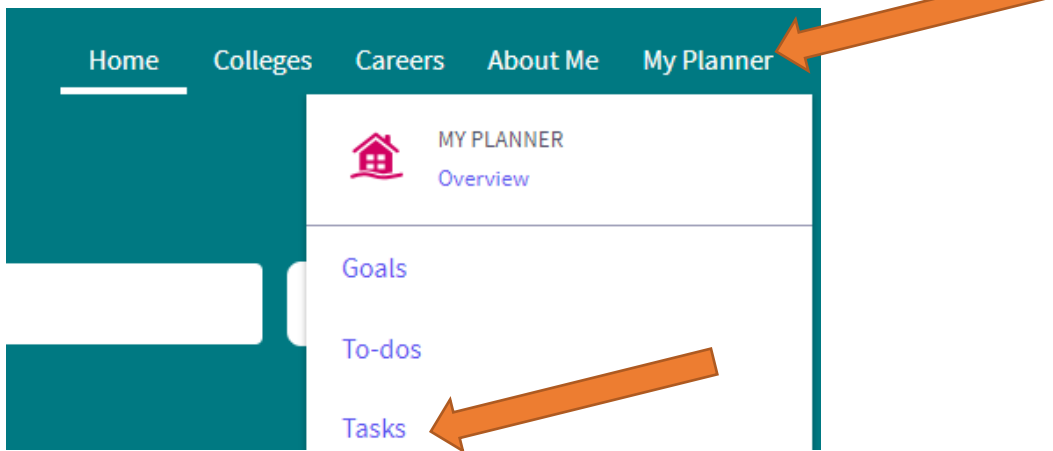 Home Colleges Careers About Me My Planner
MY PLANNER
Overview
Goals
To-dos
Tasks